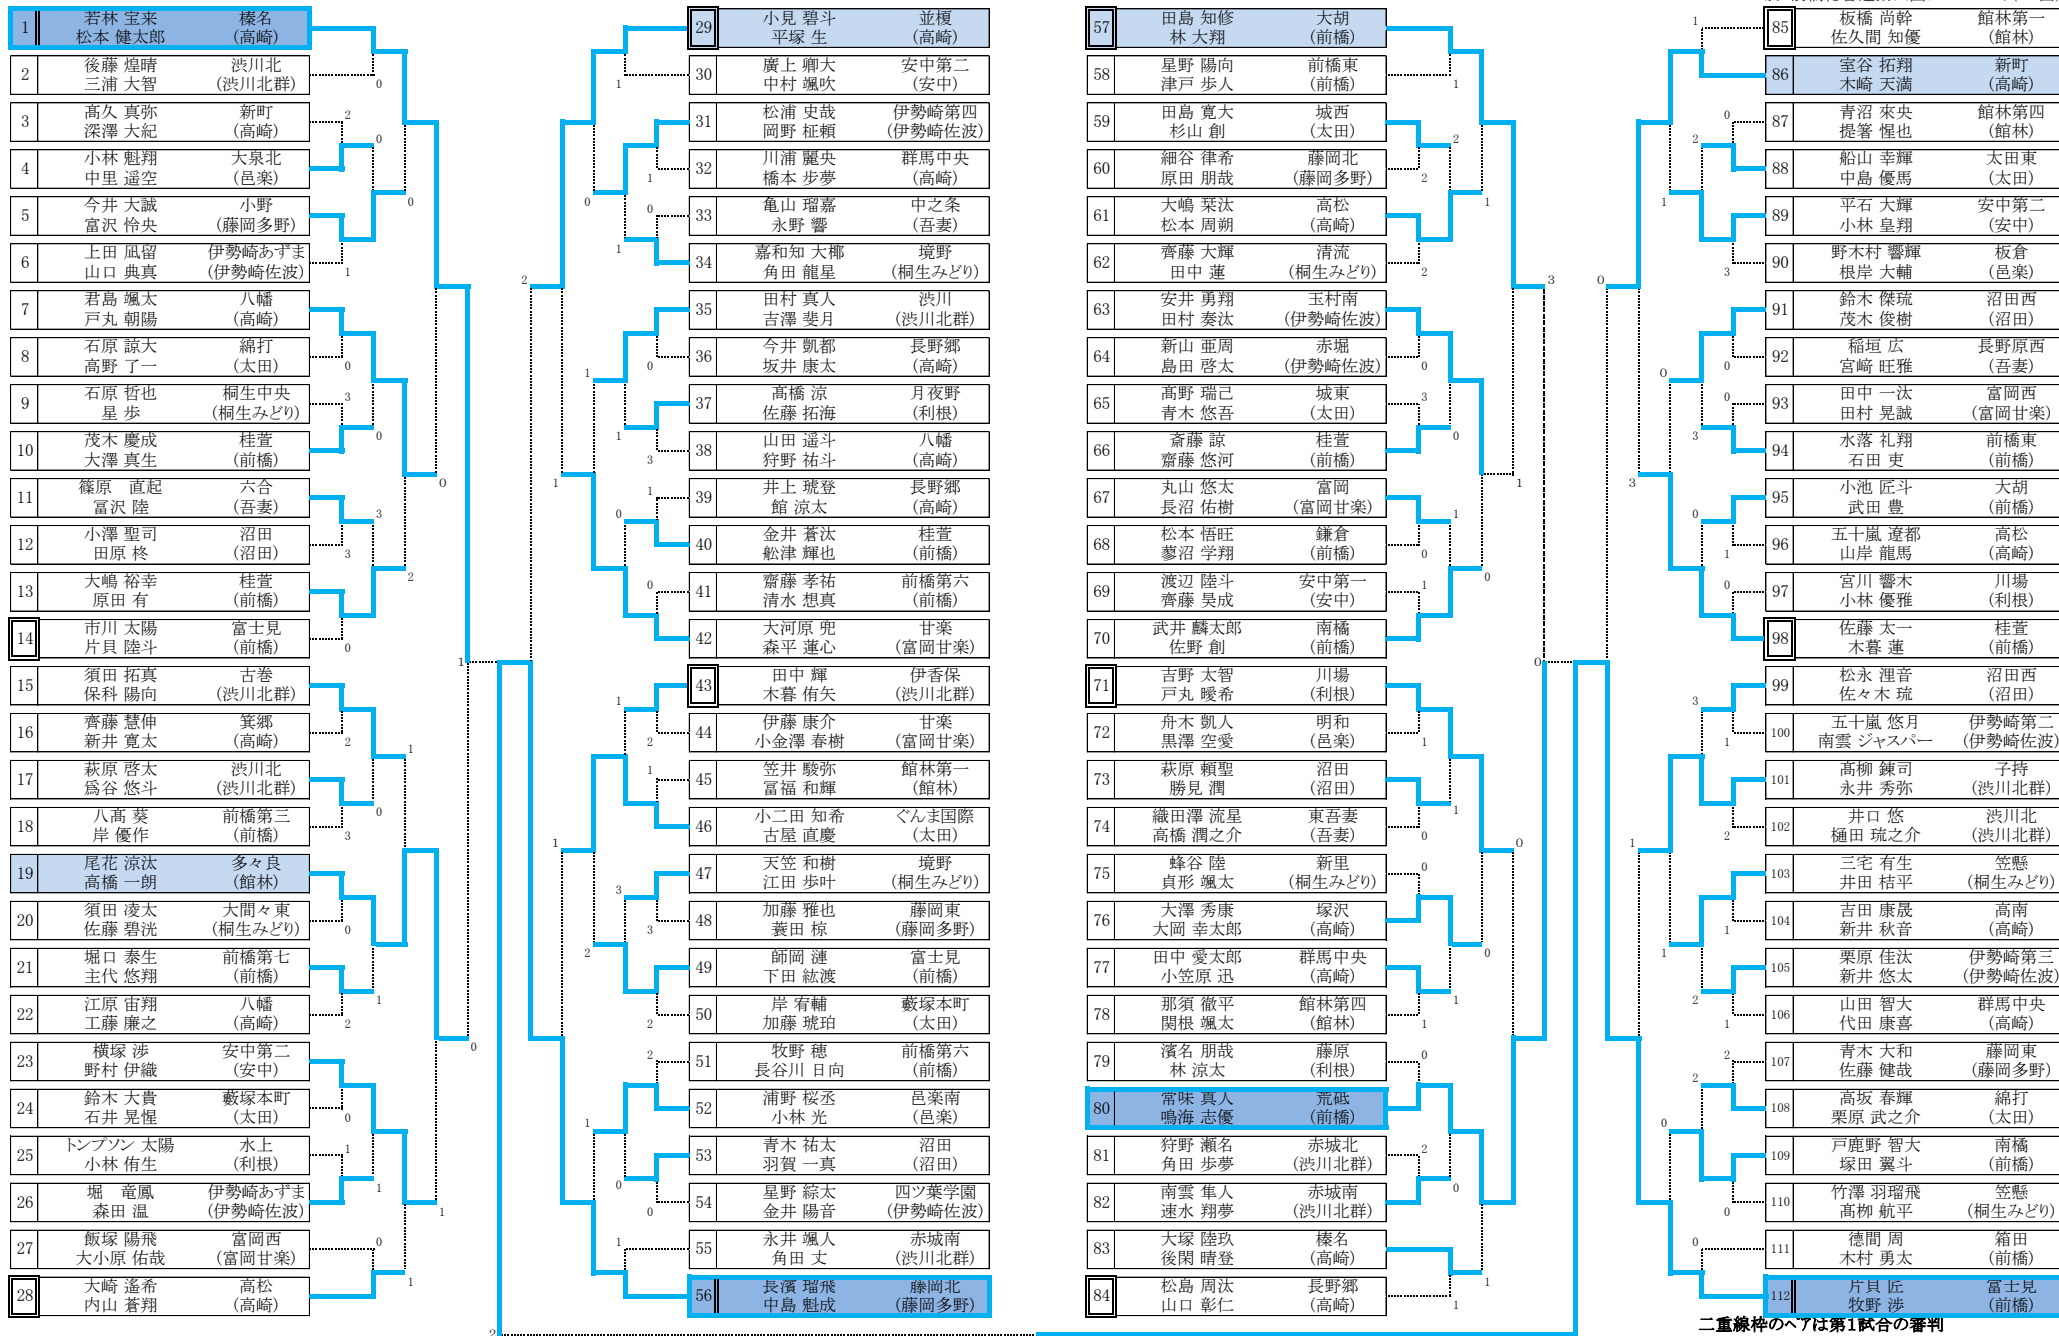 1 若林 宝来 榛名
松本 健太郎 (高崎)
2 後藤 煌晴 渋川北
三浦 大智 (渋川北群)
3 髙久 真弥 新町
深澤 大紀 (高崎)
4 小林 魁翔 大泉北
中里 遥空 (邑楽)
5 今井 大誠 小野
富沢 怜央 (藤岡多野)
6 上田 凪留 伊勢崎あずま
山口 典真 (伊勢崎佐波)
7 君島 颯太 八幡
戸丸 朝陽 (高崎)
8 石原 諒大 綿打
高野 了一 (太田)
9 石原 哲也 桐生中央
星 歩 (桐生みどり)
10 茂木 慶成 桂萱
大澤 真生 (前橋)
11 篠原 直起 六合
冨沢 陸 (吾妻)
12 小澤 聖司 沼田
田原 柊 (沼田)
13 大嶋 裕幸 桂萱
原田 有 (前橋)
14 市川 太陽 富士見
片貝 陸斗 (前橋)
15 須田 拓真 古巻
保科 陽向 (渋川北群)
16 齊藤 慧伸 箕郷
新井 寛太 (高崎)
17 萩原 啓太 渋川北
爲谷 悠斗 (渋川北群)
18 八髙 葵 前橋第三
岸 優作 (前橋)
19 尾花 涼汰 多々良
高橋 一朗 (館林)
20 須田 凌太 大間々東
佐藤 碧洸 (桐生みどり)
21 堀口 泰生 前橋第七
主代 悠翔 (前橋)
22 江原 宙翔 八幡
工藤 廉之 (高崎)
23 横塚 渉 安中第二
野村 伊織 (安中)
24 鈴木 大貴 藪塚本町
石井 晃惺 (太田)
25 トンプソン 太陽 水上
小林 侑生 (利根)
26 堀 竜鳳 伊勢崎あずま
森田 温 (伊勢崎佐波)
27 飯塚 陽飛 富岡西
大小原 佑哉 (富岡甘楽)
28 大崎 遙希 高松
内山 蒼翔 (高崎)
29 小見 碧斗 並榎
平塚 生 (高崎)
30 廣上 卿大 安中第二
中村 颯吹 (安中)
31 松浦 史哉 伊勢崎第四
岡野 柾頼 (伊勢崎佐波)
32 川浦 麗央 群馬中央
橋本 歩夢 (高崎)
33 亀山 瑠嘉 中之条
永野 響 (吾妻)
34 嘉和知 大椰 境野
角田 龍星 (桐生みどり)
35 田村 真人 渋川
吉澤 斐月 (渋川北群)
36 今井 凱都 長野郷
坂井 康太 (高崎)
37 髙橋 涼 月夜野
佐藤 拓海 (利根)
38 山田 遥斗 八幡
狩野 祐斗 (高崎)
39 井上 琥登 長野郷
館 涼太 (高崎)
40 金井 蒼汰 桂萱
舩津 輝也 (前橋)
41 齋藤 孝祐 前橋第六
清水 想真 (前橋)
42 大河原 兜 甘楽
森平 蓮心 (富岡甘楽)
43 田中 輝 伊香保
木暮 侑矢 (渋川北群)
44 伊藤 康介 甘楽
小金澤 春樹 (富岡甘楽)
45 笠井 駿弥 館林第一
冨福 和輝 (館林)
46 小二田 知希 ぐんま国際
古屋 直慶 (太田)
47 天笠 和樹 境野
江田 歩叶 (桐生みどり)
48 加藤 雅也 藤岡東
蓑田 椋 (藤岡多野)
49 師岡 漣 富士見
下田 紘渡 (前橋)
50 岸 宥輔 藪塚本町
加藤 琥珀 (太田)
51 牧野 穂 前橋第六
長谷川 日向 (前橋)
52 浦野 桜丞 邑楽南
小林 光 (邑楽)
53 青木 祐太 沼田
羽賀 一真 (沼田)
54 星野 綜太 四ツ葉学園
金井 陽音 (伊勢崎佐波)
55 永井 颯人 赤城南
角田 丈 (渋川北群)
56 長濱 瑠飛 藤岡北
中島 魁成 (藤岡多野)
57 田島 知修 大胡
林 大翔 (前橋)
58 星野 陽向 前橋東
津戸 歩人 (前橋)
59 田島 寛大 城西
杉山 創 (太田)
60 細谷 律希 藤岡北
原田 朋哉 (藤岡多野)
61 大嶋 栞汰 高松
松本 周朔 (高崎)
62 齊藤 大輝 清流
田中 蓮 (桐生みどり)
63 安井 勇翔 玉村南
田村 奏汰 (伊勢崎佐波)
64 新山 亜周 赤堀
島田 啓太 (伊勢崎佐波)
65 髙野 瑞己 城東
青木 悠吾 (太田)
66 斎藤 諒 桂萱
齋藤 悠河 (前橋)
67 丸山 悠太 富岡
長沼 佑樹 (富岡甘楽)
68 松本 悟旺 鎌倉
蓼沼 学翔 (前橋)
69 渡辺 陸斗 安中第一
齊藤 昊成 (安中)
70 武井 麟太郎 南橘
佐野 創 (前橋)
71 吉野 太智 川場
戸丸 曖希 (利根)
72 舟木 凱人 明和
黒澤 空愛 (邑楽)
73 萩原 頼聖 沼田
勝見 潤 (沼田)
74 織田澤 流星 東吾妻
高橋 潤之介 (吾妻)
75 蜂谷 陸 新里
貞形 颯太 (桐生みどり)
76 大澤 秀康 塚沢
大岡 幸太郎 (高崎)
77 田中 愛太郎 群馬中央
小笠原 迅 (高崎)
78 那須 徹平 館林第四
関根 颯太 (館林)
79 濱名 朋哉 藤原
林 涼太 (利根)
80 常味 真人 荒砥
鳴海 志優 (前橋)
81 狩野 瀬名 赤城北
角田 歩夢 (渋川北群)
82 南雲 隼人 赤城南
速水 翔夢 (渋川北群)
83 大塚 陸玖 榛名
後閑 晴登 (高崎)
84 松島 周汰 長野郷
山口 彰仁 (高崎)
85 板橋 尚幹 館林第一
佐久間 知優 (館林)
86 室谷 拓翔 新町
木崎 天満 (高崎)
87 青沼 來央 館林第四
提箸 惺也 (館林)
88 船山 幸輝 太田東
中島 優馬 (太田)
89 平石 大輝 安中第二
小林 皇翔 (安中)
90 野木村 響輝 板倉
根岸 大輔 (邑楽)
91 鈴木 傑琉 沼田西
茂木 俊樹 (沼田)
92 稲垣 広 長野原西
宮﨑 旺雅 (吾妻)
93 田中 一汰 富岡西
田村 晃誠 (富岡甘楽)
94 水落 礼翔 前橋東
石田 吏 (前橋)
95 小池 匠斗 大胡
武田 豊 (前橋)
96 五十嵐 遼都 高松
山岸 龍馬 (高崎)
97 宮川 響木 川場
小林 優雅 (利根)
98 佐藤 太一 桂萱
木暮 蓮 (前橋)
99 松永 浬音 沼田西
佐々木 琉 (沼田)
100 五十嵐 悠月 伊勢崎第二
南雲 ジャスパー (伊勢崎佐波)
101 髙柳 錬司 子持
永井 秀弥 (渋川北群)
102 井口 悠 渋川北
樋田 琉之介 (渋川北群)
103 三宅 有生 笠懸
井田 桔平 (桐生みどり)
104 吉田 康晟 高南
新井 秋音 (高崎)
105 栗原 佳汰 伊勢崎第三
新井 悠太 (伊勢崎佐波)
106 山田 智大 群馬中央
代田 康喜 (高崎)
107 青木 大和 藤岡東
佐藤 健哉 (藤岡多野)
108 高坂 春輝 綿打
栗原 武之介 (太田)
109 戸鹿野 智大 南橘
塚田 翼斗 (前橋)
110 竹澤 羽瑠飛 笠懸
髙栁 航平 (桐生みどり)
111 徳間 周 箱田
木村 勇太 (前橋)
112 片貝 匠 富士見
牧野 渉 (前橋)
二重線枠のペアは第1試合の審判